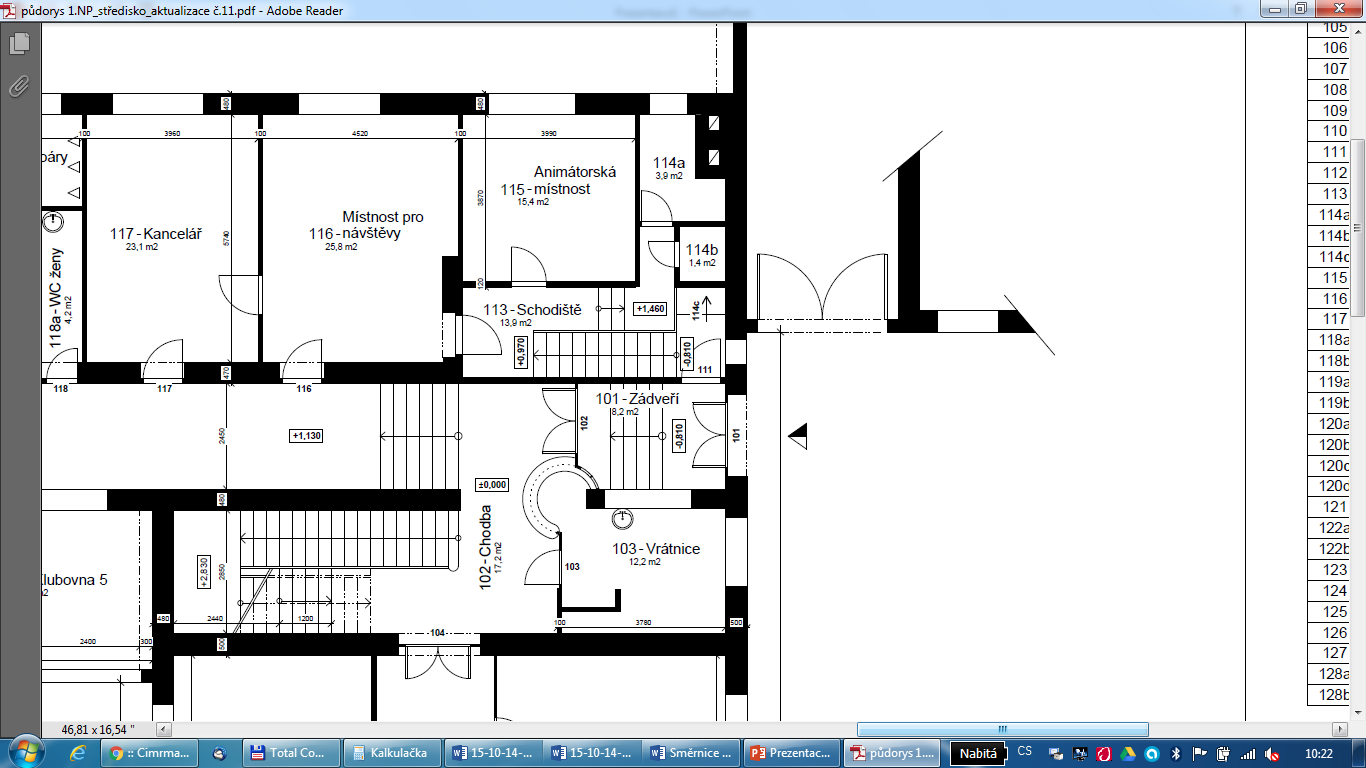 půdorys 1.NP_středisko_aktualizace č.11.pdf - Adobe Reader
105
106
107
108
109
110
111
112
113
114a
114b
114c
115
116
117
118a
118b
119a
119b
120a
120b
120c
120d
121
122a
122b
123
124
125
126
127
128a
128b
480
480
100
3960
100
4520
100
3990
páry
117 - Kancelář
23,1 m2
5740
Místnost pro
116 - návštěvy
25,8 m2
Animátorská
115 - místnost
15,4 m2
3870
120
114a
3,9 m2
114b
1,4 m2
114c
118a - WC ženy
4,2 m2
113 - Schodiště
13,9 m2
+1,460
+0,970
-0,810
111
118
117
470
116
101 - Zádveří
8,2 m2
102
-0,810
101
2450
+1,130
±0,000
480
102 - Chodba
17,2 m2
103 - Vrátnice
12,2 m2
103
Klubovna 5
m2
+2,830
2850
480
2440
1200
100
3780
500
104
500
2400
300
46,81 x 16,54 "
:: Cimrma...
Total Co...
Kalkulačka
15-10-14-...
15-10-14-...
Směrnice ...
Prezentac...
půdorys 1....
Nabitá
CS
10:22